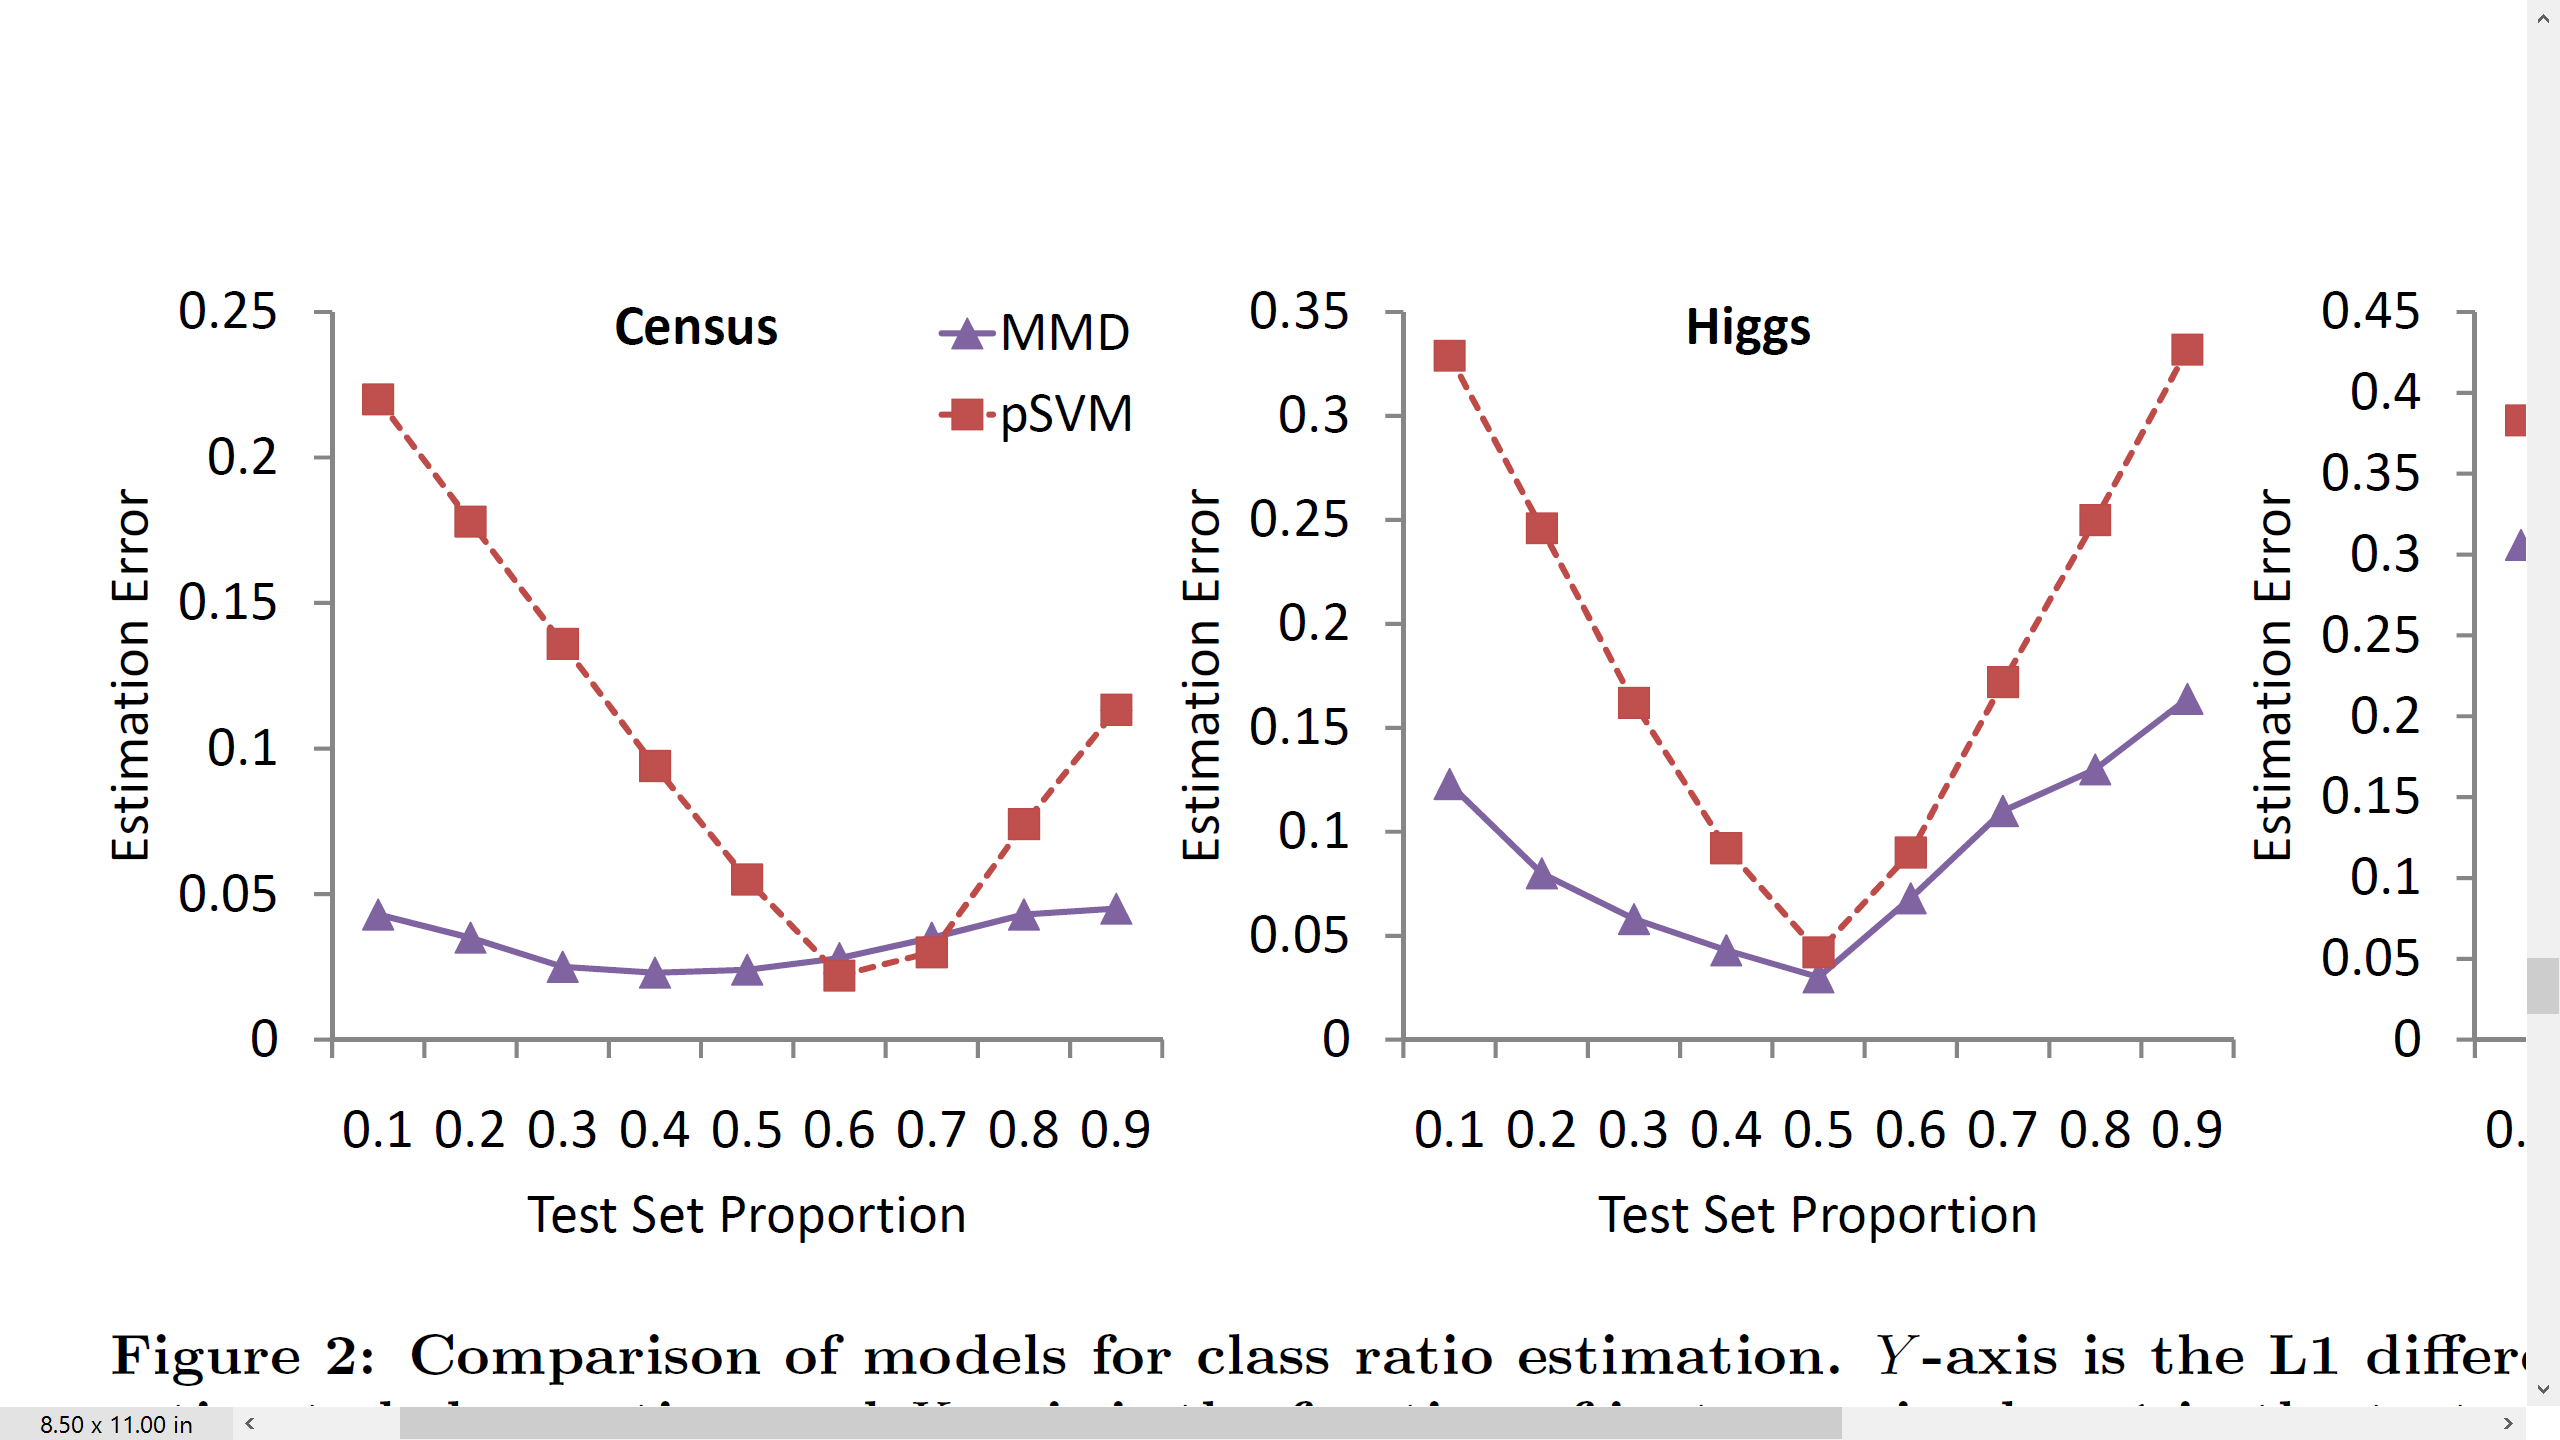 Census
MMD
pSVM
0.25
0.2
0.15
0.1
0.05
0
Estimation Error
0.1 0.2 0.3 0.4 0.5 0.6 0.7 0.8 0.9
Test Set Proportion
Higgs
0.35
0.3
0.25
0.2
0.15
0.1
0.05
0
Estimation Error
0.1 0.2 0.3 0.4 0.5 0.6 0.7 0.8 0.9
Test Set Proportion
0.45
0.4
0.35
0.3
0.25
0.2
0.15
0.1
0.05
0
Estimation Error
0.
Figure 2: Comparison of models for class ratio estimation. Y-axis is the L1 differe
8.50 x 11.00 in